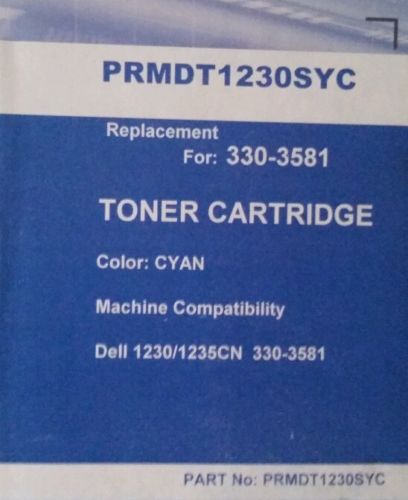 PRMDT1230SYC
Replacement
For: 330-3581
TONER CARTRIDGE
Color: CYAN
Machine Compatibility
Dell 1230/1235CN 330-3581
PART No: PRMDT1230SYC